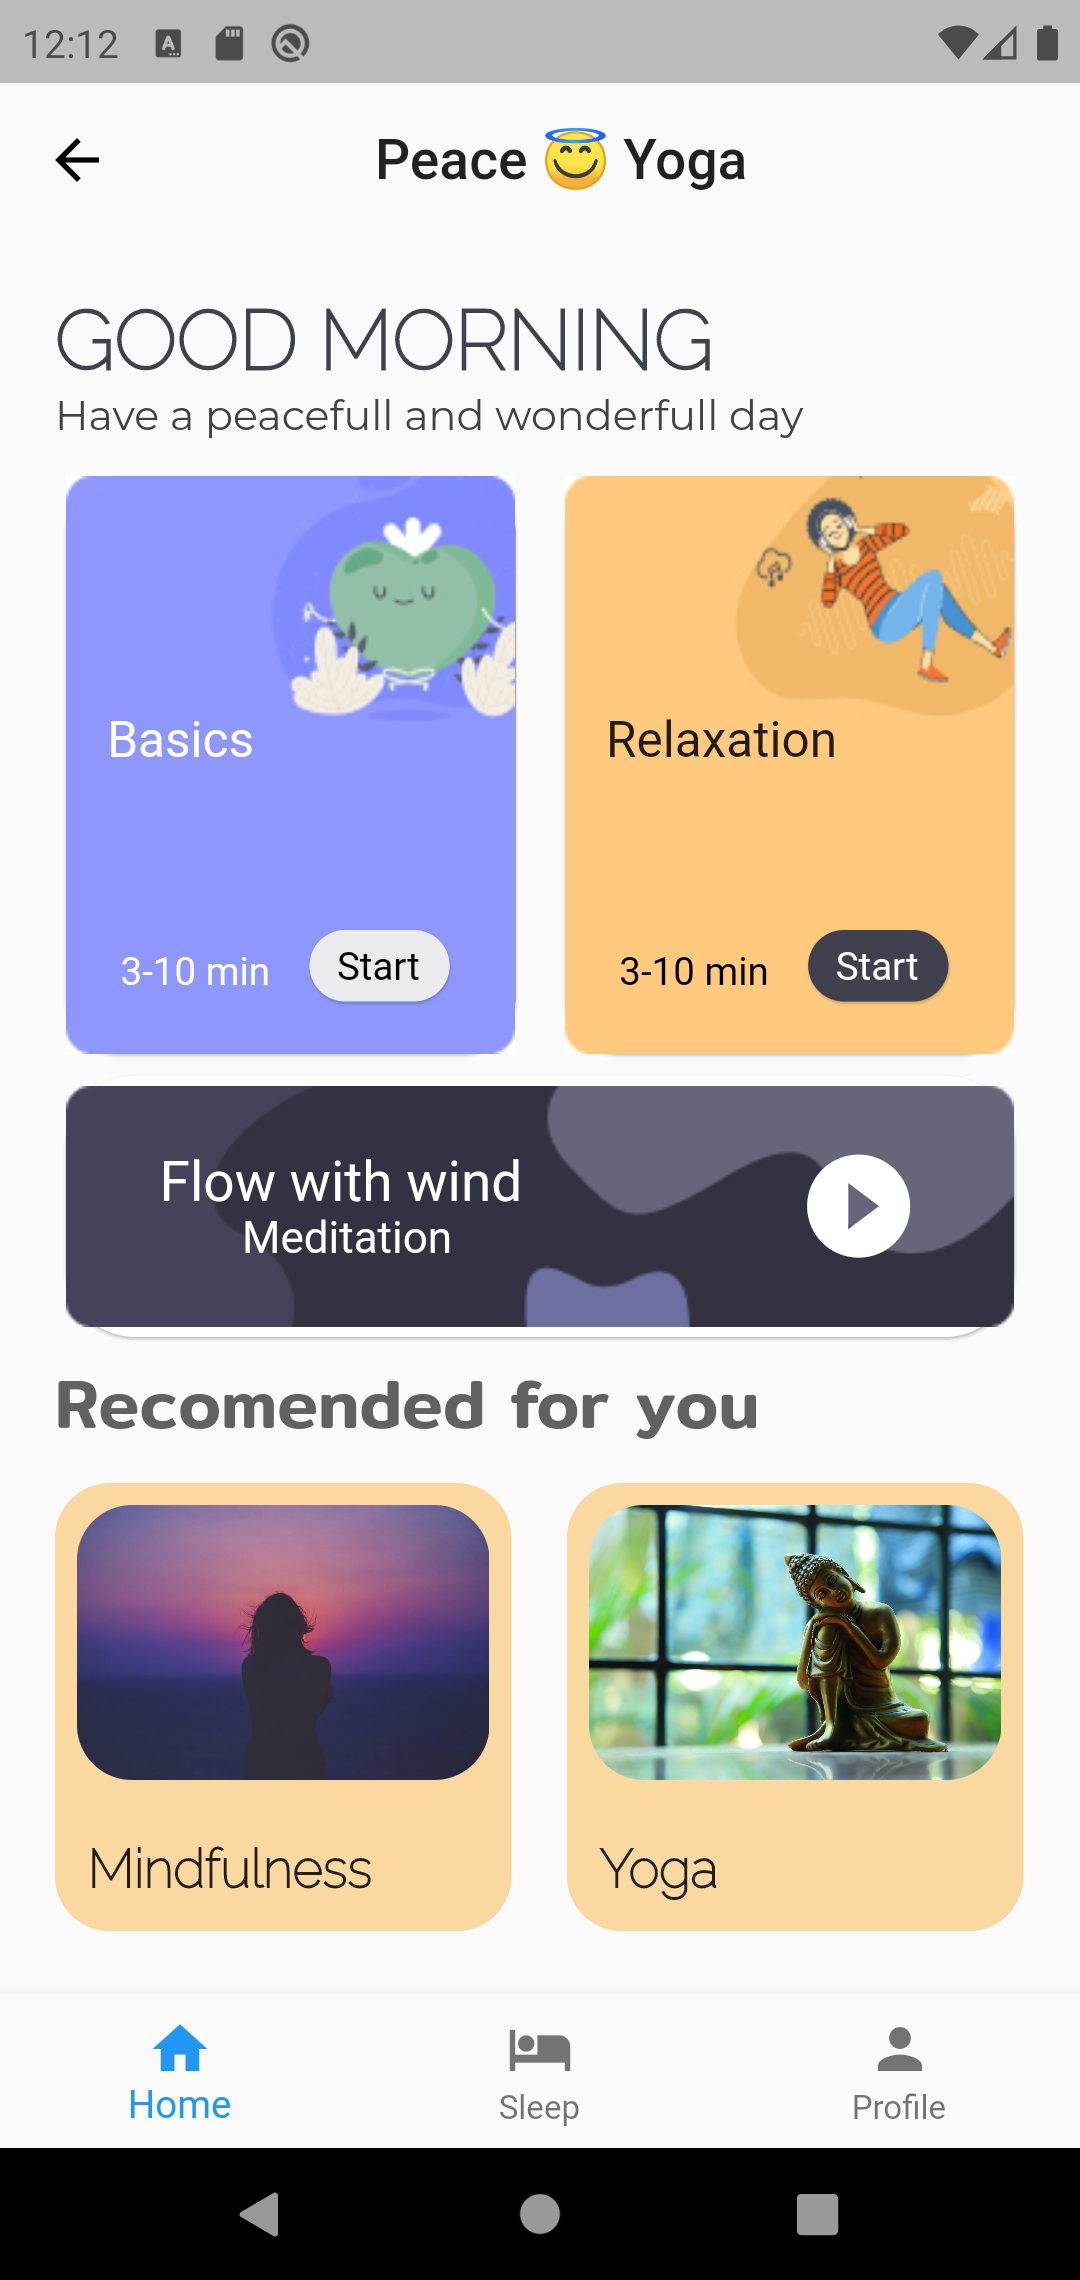 12:12
Peace 😇 Yoga
GOOD MORNING
Have a peacefull and wonderfull day
Basics
3-10 min
Start
Relaxation
3-10 min
Start
Flow with wind
Meditation
Recomended for you
Mindfulness
Yoga
Home
Sleep
Profile